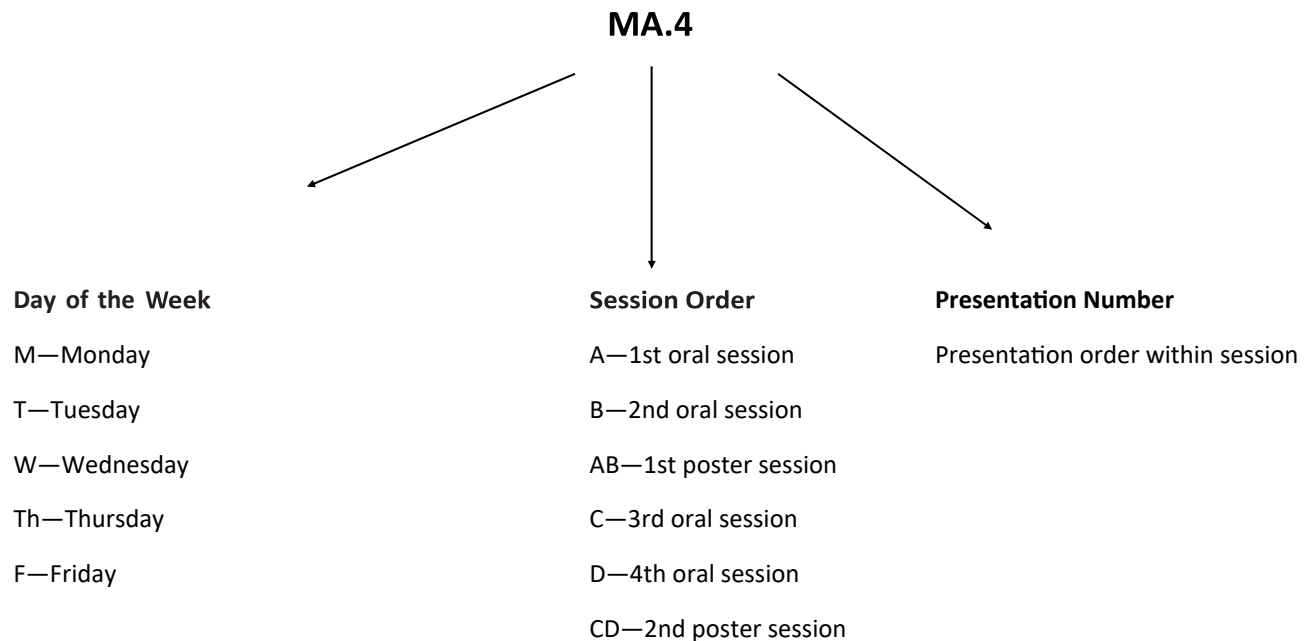 MA.4
Day of the Week
M—Monday
T—Tuesday
W—Wednesday
Th—Thursday
F—Friday
Session Order
A—1st oral session
B—2nd oral session
AB—1st poster session
C—3rd oral session
D—4th oral session
CD—2nd poster session
Presentation Number
Presentation order within session